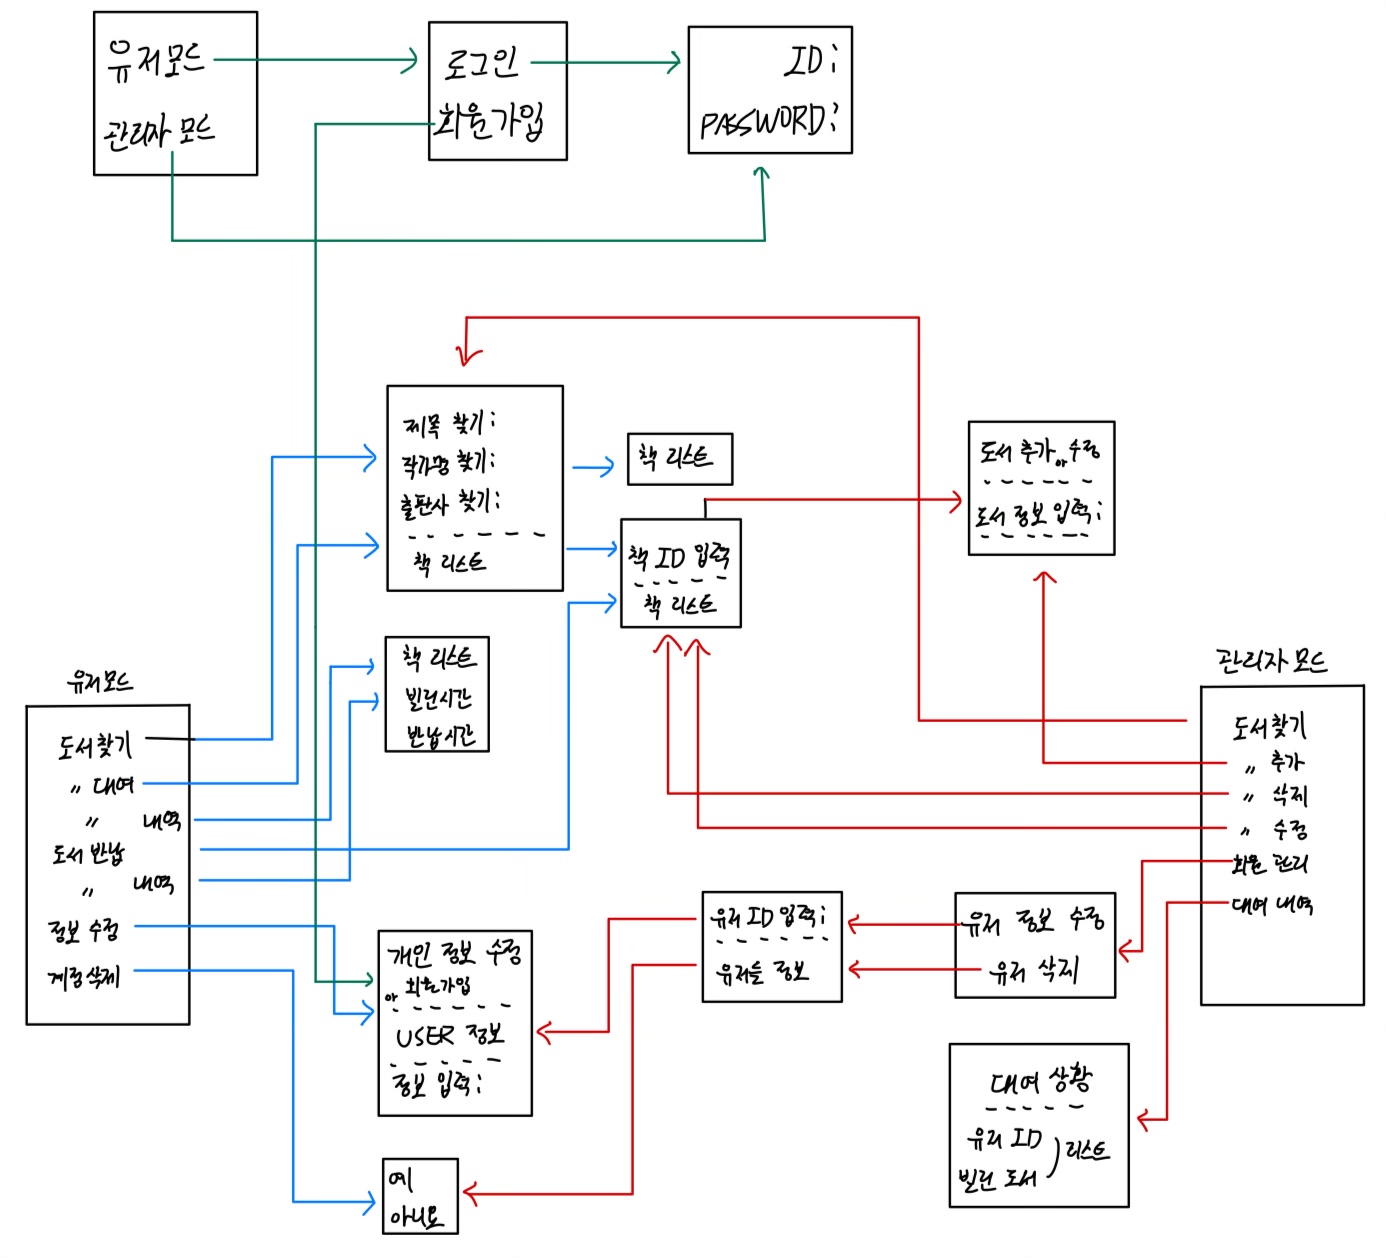 유저모드
관리자 모드
로그인
회원가입
ID:
PASSWORD:
제목 찾기:
작가명 찾기:
출판사 찾기:
책 리스트
책 리스트
책 ID 입력
책 리스트
도서 추가 or 수정
도서 정보 입력:
책 리스트
빌린시간
반납시간
유저모드
도서찾기
〃 대여
〃 내역
도서 반납
〃 내역
정보 수정
계정삭제
관리자 모드
도서찾기
〃 추가
〃 삭제
〃 수정
회원 관리
대여 내역
유저 ID 입력:
유저들 정보
유저 정보 수정
유저 삭제
개인 정보 수정
or 회원가입
USER 정보
정보 입력:
대여 상황
유저 ID
빌린 도서
리스트
예
아니요